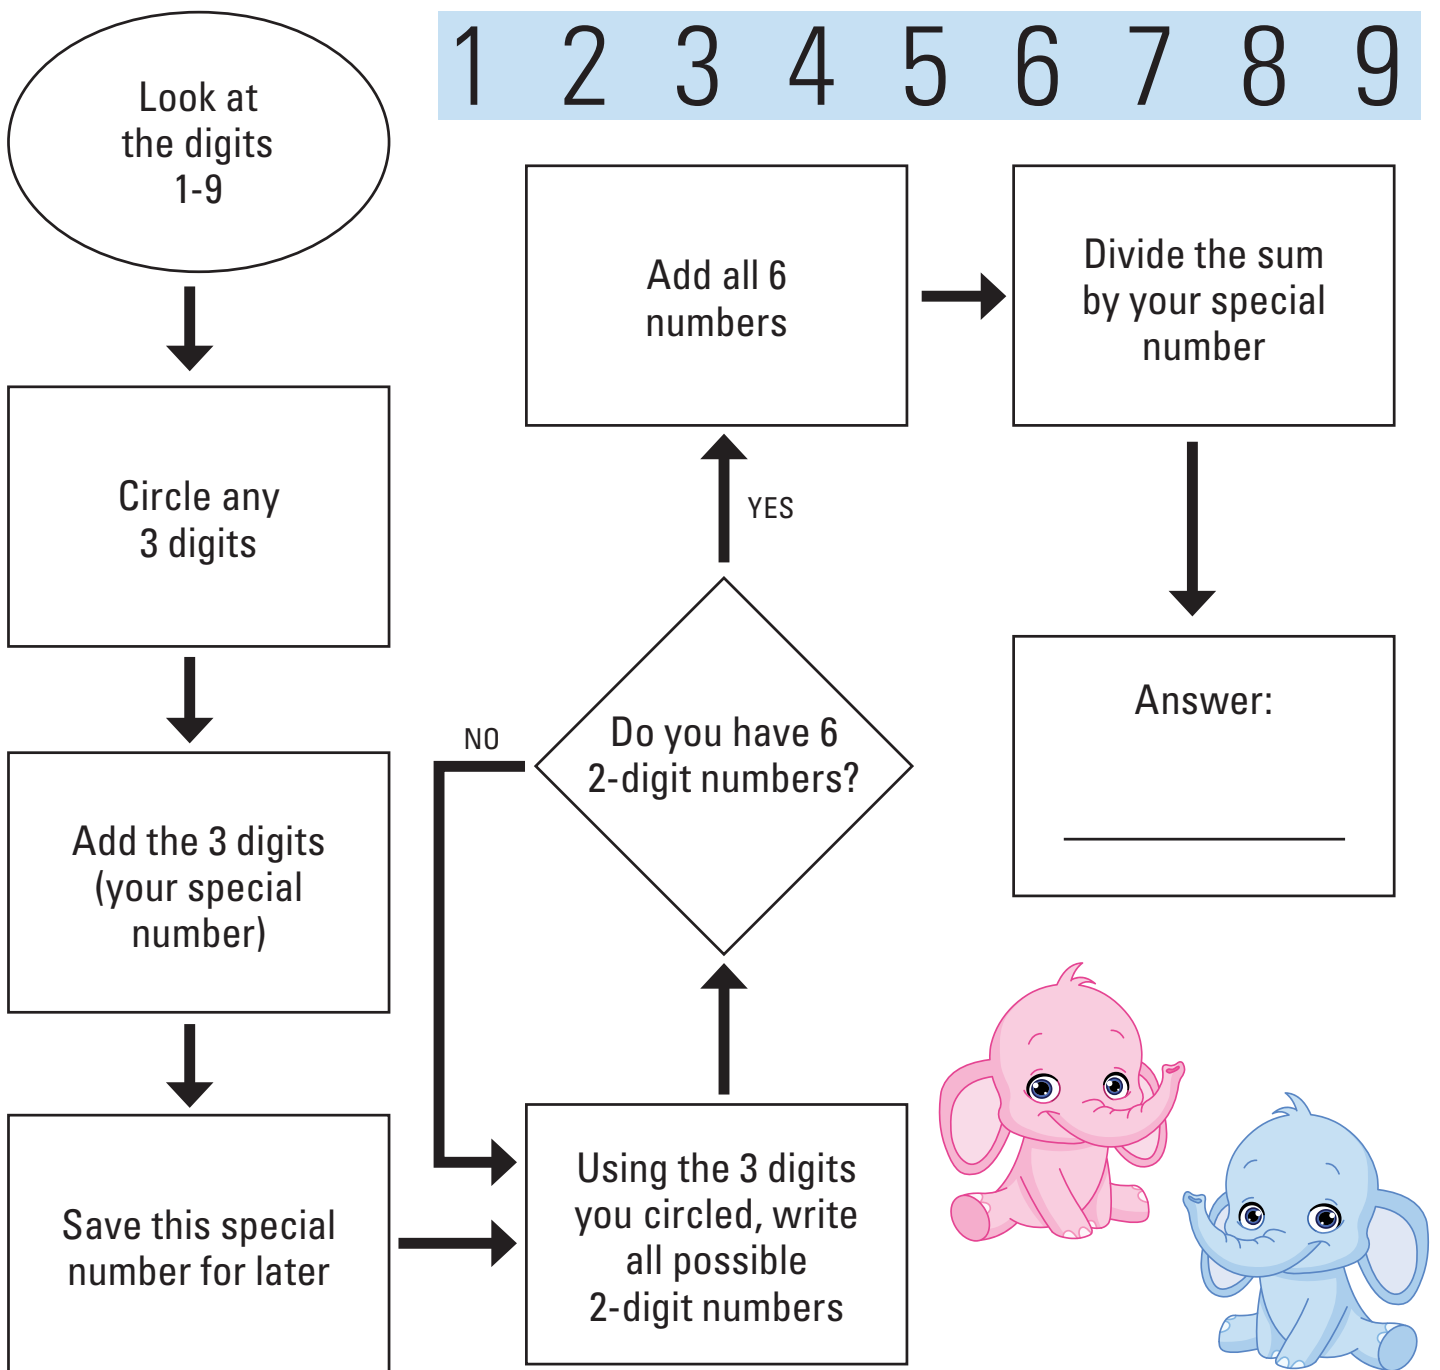 Look at
the digits
1-9
1 2 3 4 5 6 7 8 9
Circle any
3 digits
Add the 3 digits
(your special
number)
Save this special
number for later
Using the 3 digits
you circled, write
all possible
2-digit numbers
Do you have 6
2-digit numbers?
NO
YES
Add all 6
numbers
Divide the sum
by your special
number
Answer: